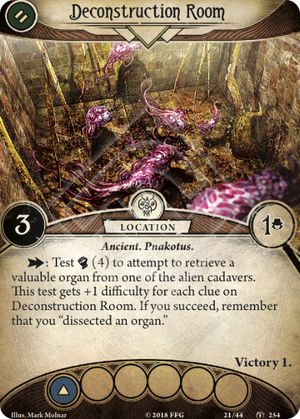 Deconstruction Room
3
LOCATION
1
Ancient. Pnakotus.
: Test (4) to attempt to retrieve a
valuable organ from one of the alien cadavers.
This test gets +1 difficulty for each clue on
Deconstruction Room. If you succeed, remember
that you “dissected an organ.”
Victory 1.
Illus. Mark Molnar
© 2018 FFG
21/44
254